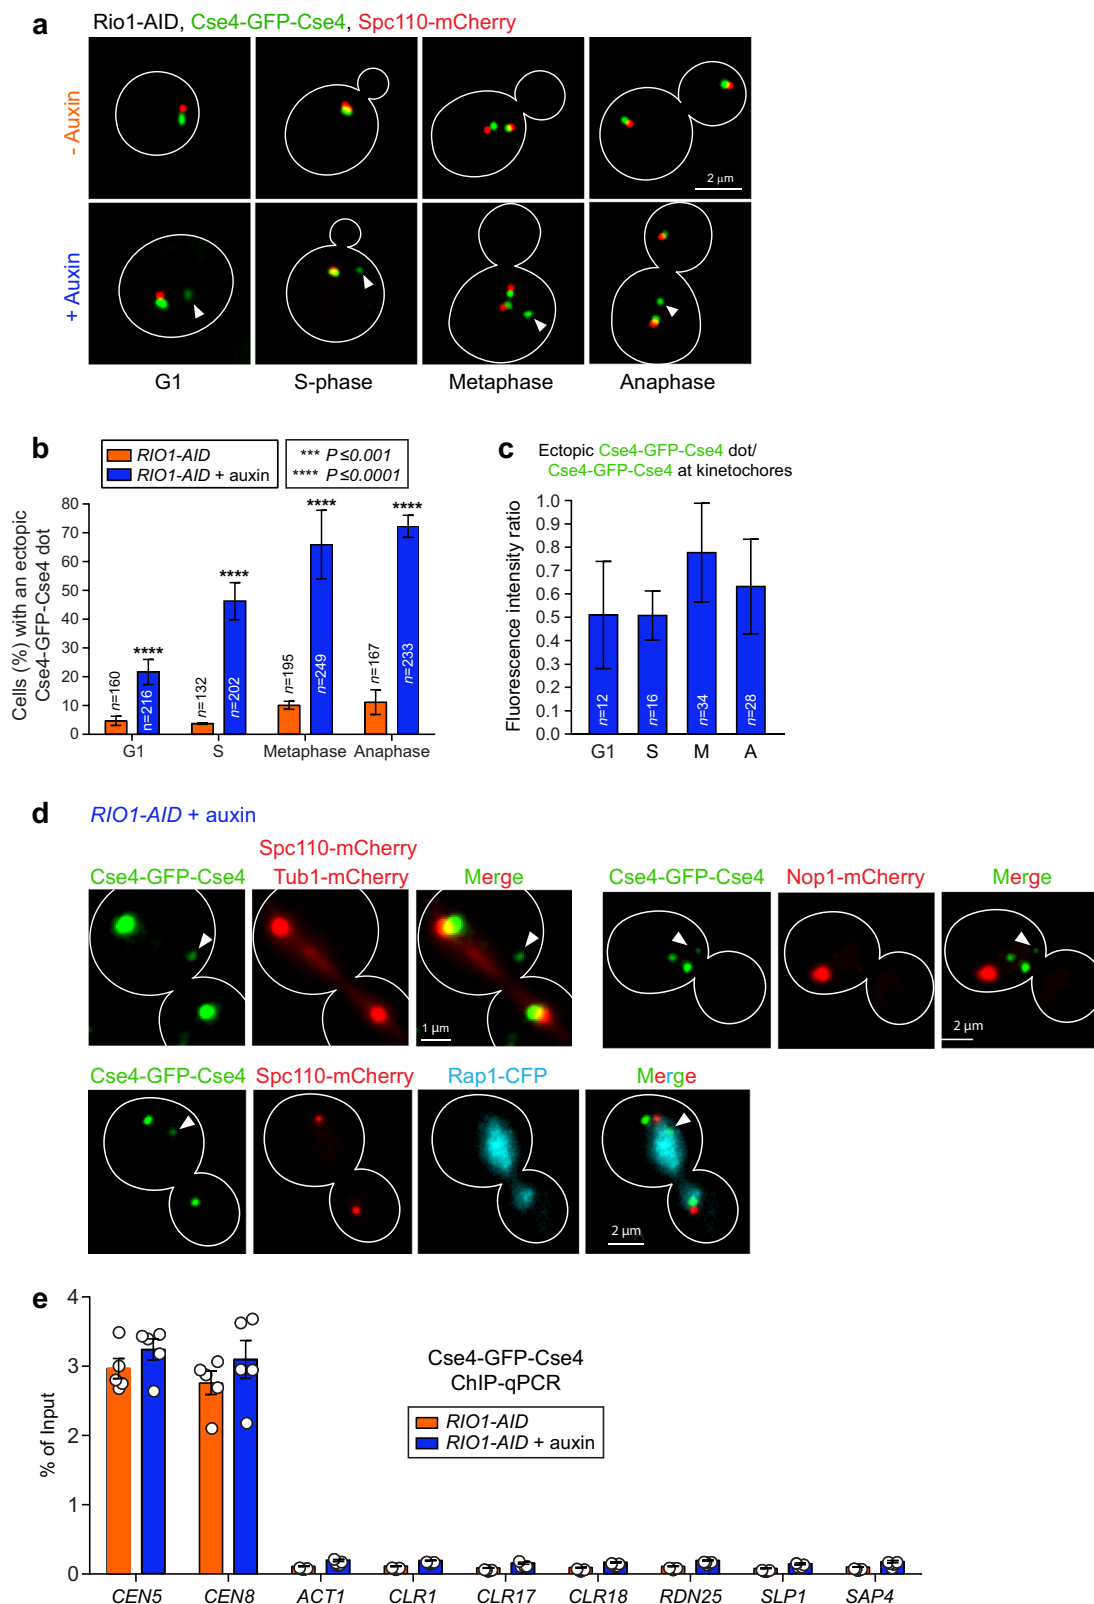 a
Rio1-AID, Cse4-GFP-Cse4, Spc110-mCherry
- Auxin
2 µm
+ Auxin
G1
S-phase
Metaphase
Anaphase
b
RIO1-AID
RIO1-AID + auxin
*** P ≤0.001
**** P ≤0.0001
Cells (%) with an ectopic
Cse4-GFP-Cse4 dot
80
70
60
50
40
30
20
10
0
n=160
****
n=216
n=132
****
n=202
n=195
****
n=249
n=167
****
n=233
G1
S
Metaphase
Anaphase
c
Ectopic Cse4-GFP-Cse4 dot/
Cse4-GFP-Cse4 at kinetochores
Fluorescence intensity ratio
1.0
0.9
0.8
0.7
0.6
0.5
0.4
0.3
0.2
0.1
0.0
n=12
n=16
n=34
n=28
G1
S
M
A
d
RIO1-AID + auxin
Spc110-mCherry
Cse4-GFP-Cse4
Tub1-mCherry
Merge
1 µm
Cse4-GFP-Cse4
Nop1-mCherry
Merge
2 µm
Cse4-GFP-Cse4
Spc110-mCherry
Rap1-CFP
Merge
2 µm
e
% of Input
4
3
2
1
0
Cse4-GFP-Cse4
ChIP-qPCR
RIO1-AID
RIO1-AID + auxin
CEN5
CEN8
ACT1
CLR1
CLR17
CLR18
RDN25
SLP1
SAP4